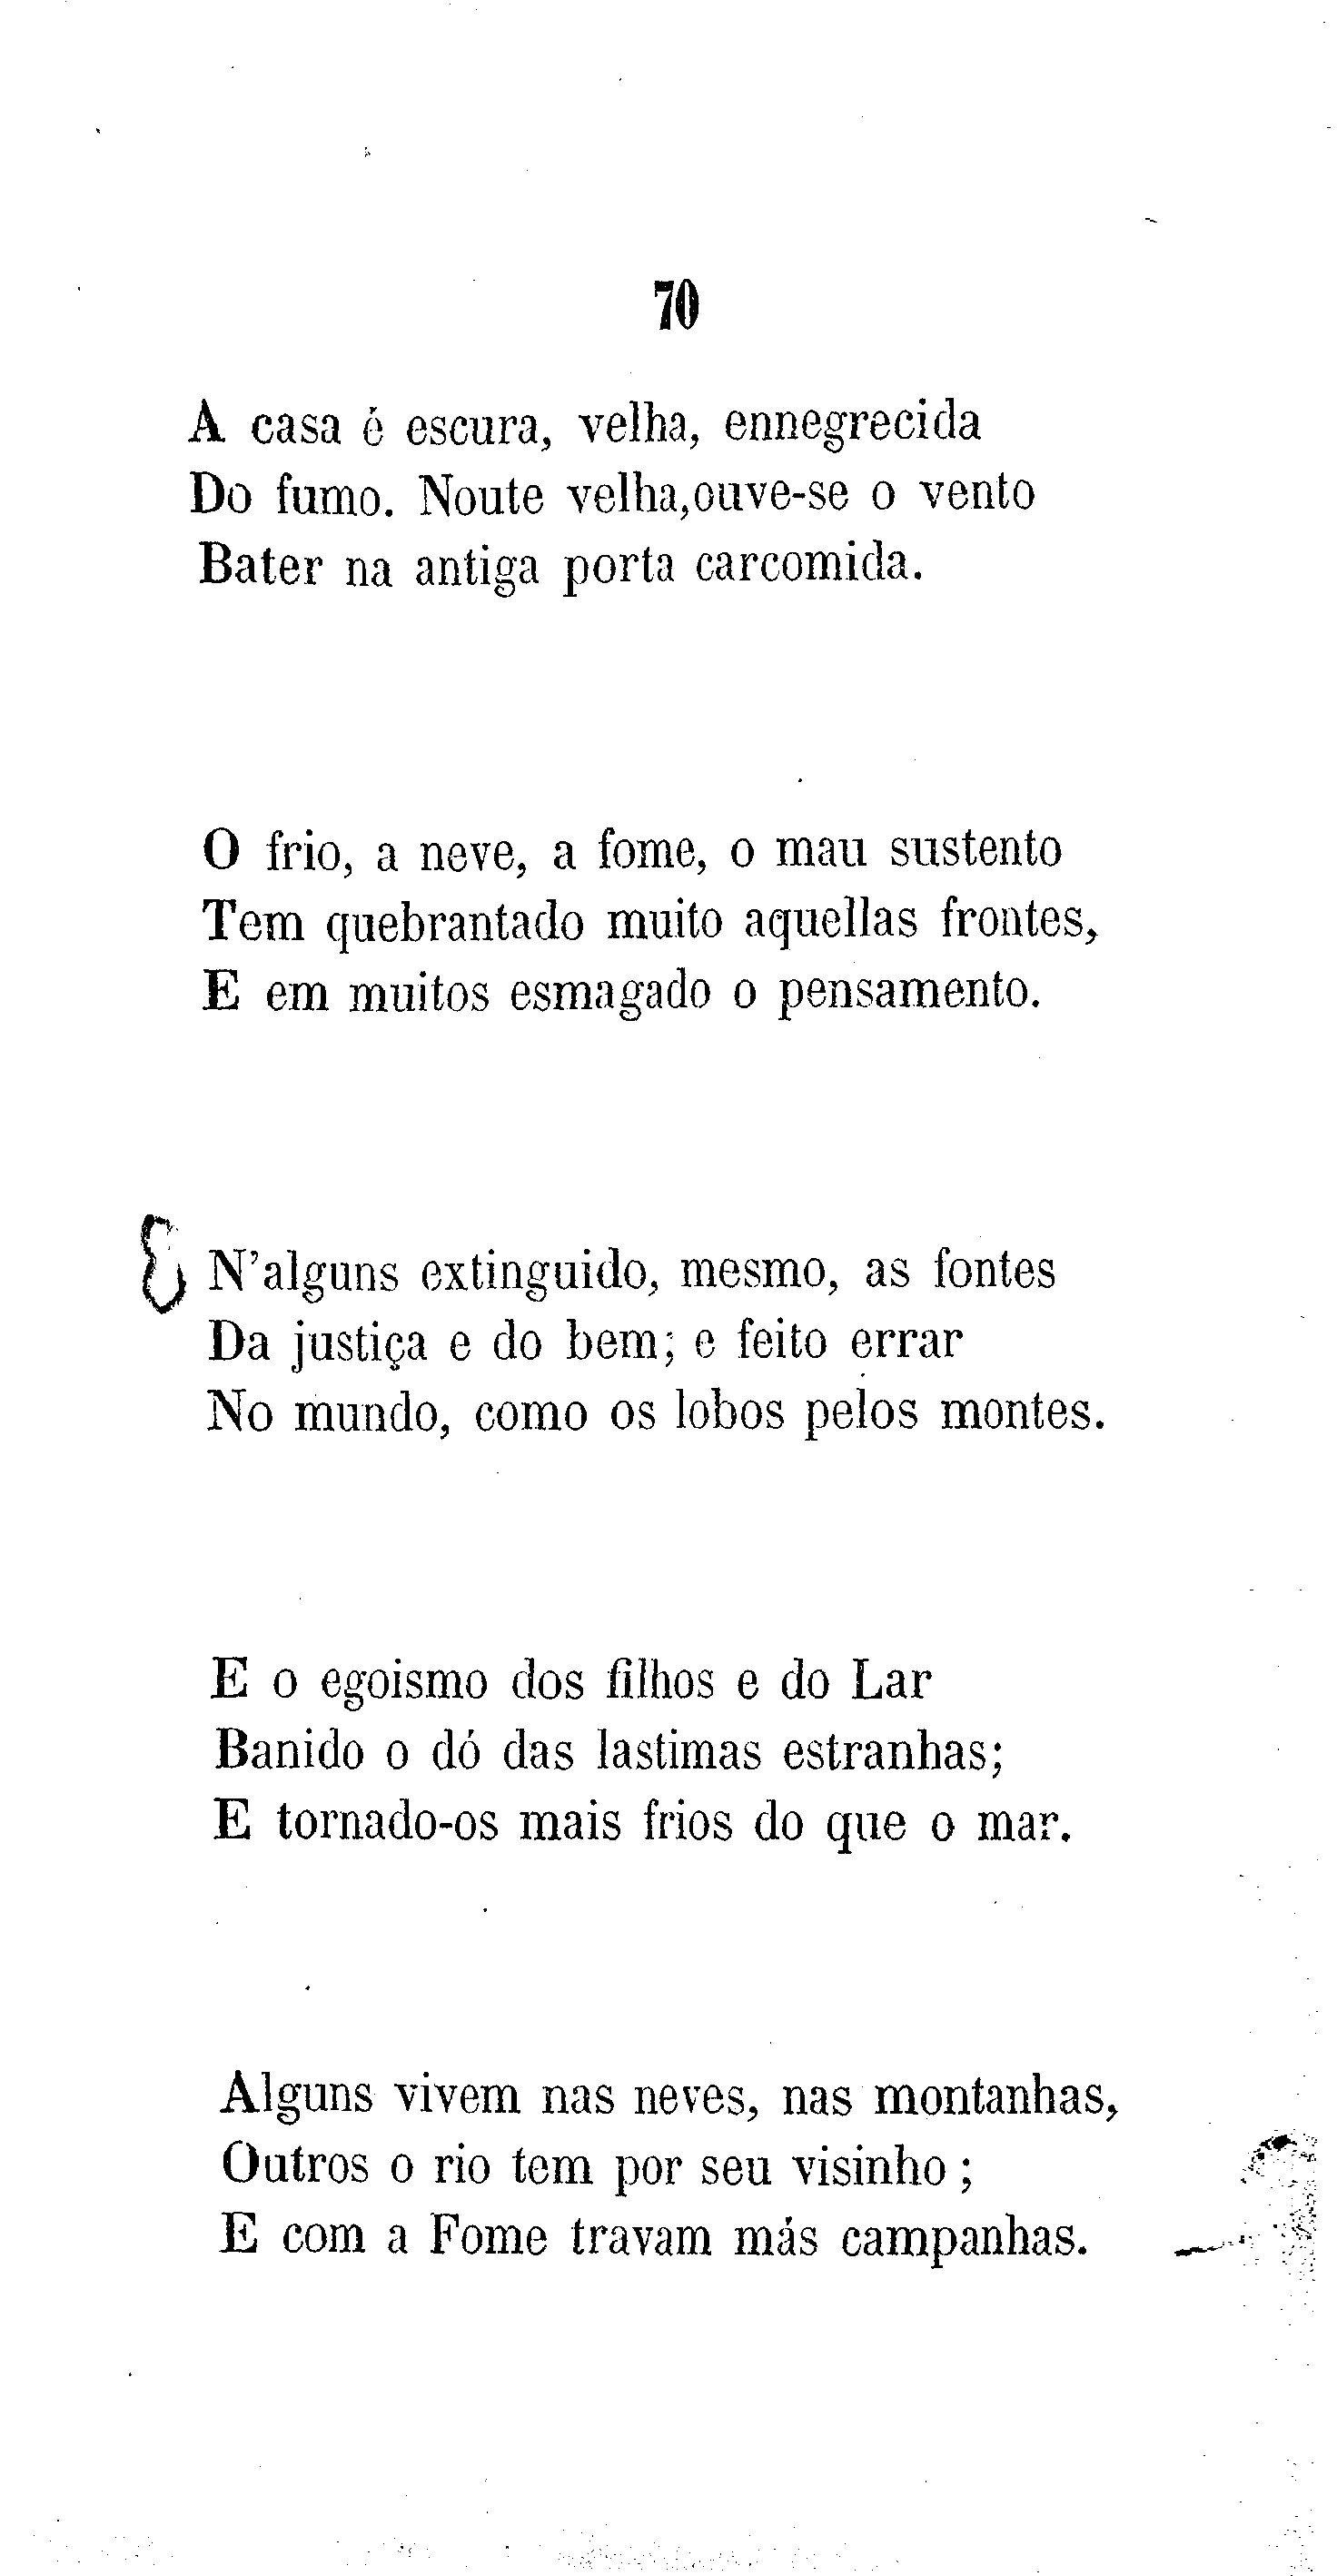 70
A casa é escura, velha, ennegrecida
Do fumo. Noute velha,ouve-se o vento
Bater na antiga porta carcomida.
O frio, a neve, a fome, o mau sustento
Tem quebrantado muito aquellas frontes,
E em muitos esmagado o pensamento.
N'alguns extinguido, mesmo, as fontes
Da justiça e do bem; e feito errar
No mundo, como os lobos pelos montes.
E o egoismo dos filhos e do Lar
Banido o dó das lastimas estranhas;
E tornado-os mais frios do que o mar.
Alguns vivem nas neves, nas montanhas,
Outros o rio tem por seu visinho ;
E com a Fome travam más campanhas.